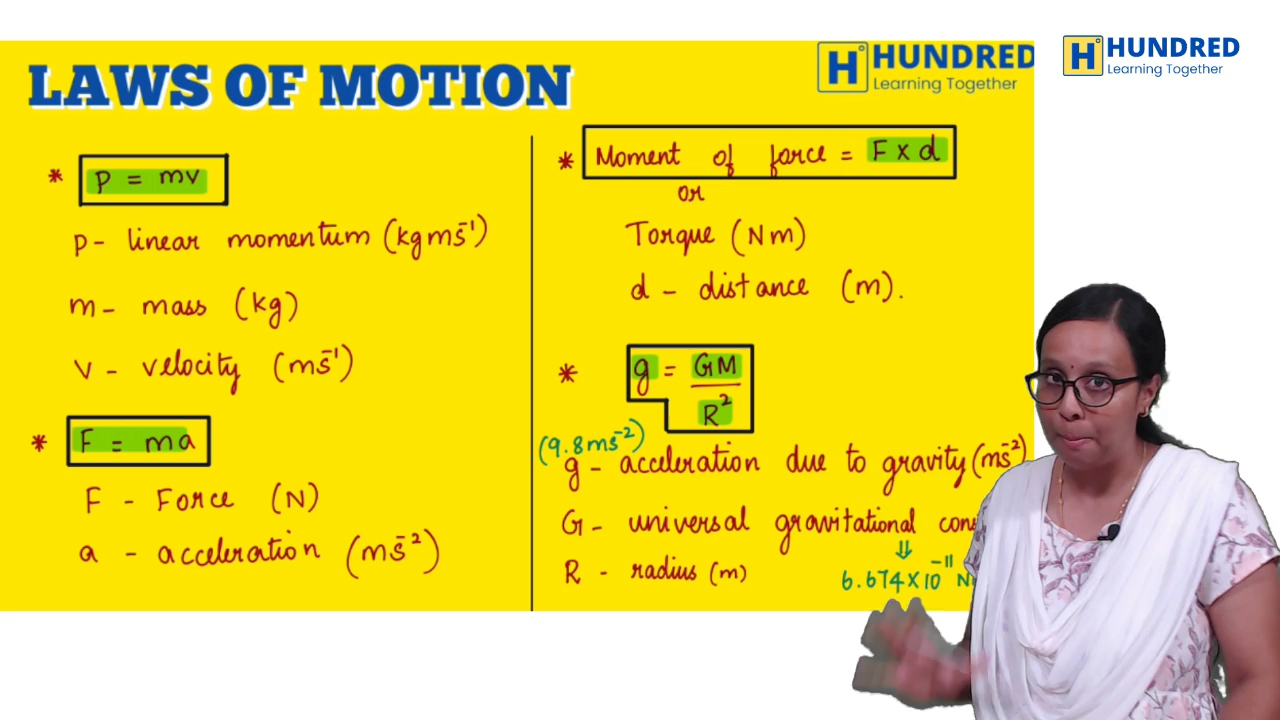 LAWS OF MOTION
HUNDRED
Learning Together
HUNDRED
Learning Together
* P = mv
P - linear momentum (kgms⁻¹)
m - mass (kg)
v - velocity (ms⁻¹)
* F = ma
F - Force (N)
a - acceleration (ms⁻²)
* Moment of force = F x d
or
Torque (Nm)
d - distance (m).
* g = GM
R²
(9.8ms⁻²)
g - acceleration due to gravity (ms⁻²)
G - universal gravitational
⇓
R - radius (m)
6.674X10⁻¹¹